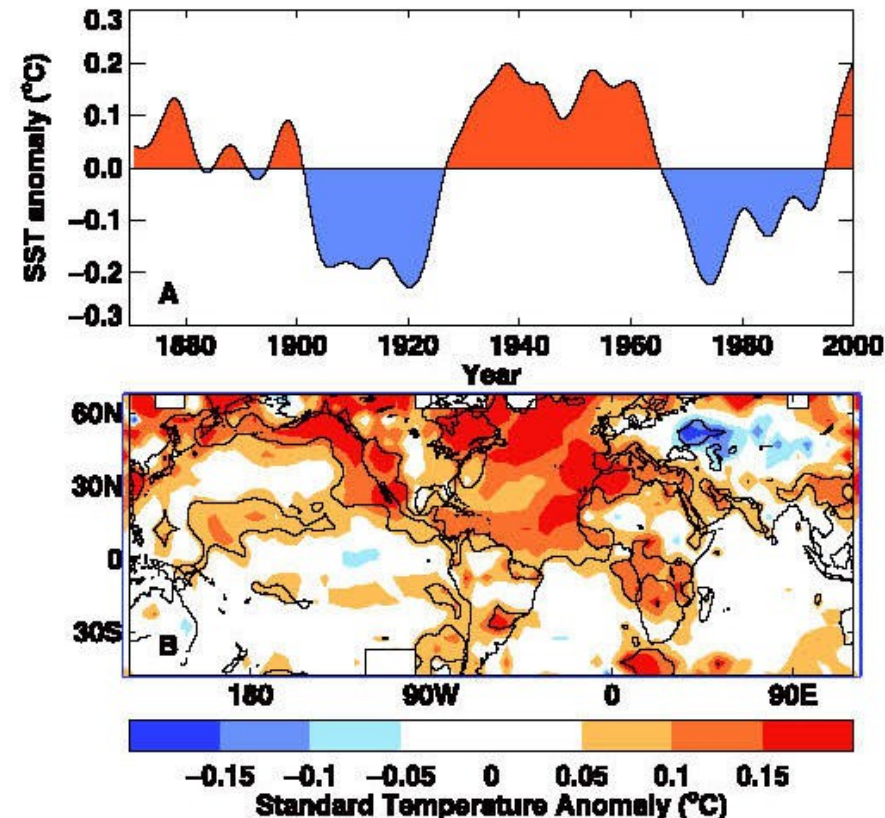 0.3
0.2
0.1
0.0
−0.1
−0.2
−0.3
SST anomaly (°C)
A
1880 1900 1920 1940 1960 1980 2000
Year
60N
30N
0
30S
B
180 90W 0 90E
−0.15 −0.1 −0.05 0 0.05 0.1 0.15
Standard Temperature Anomaly (°C)